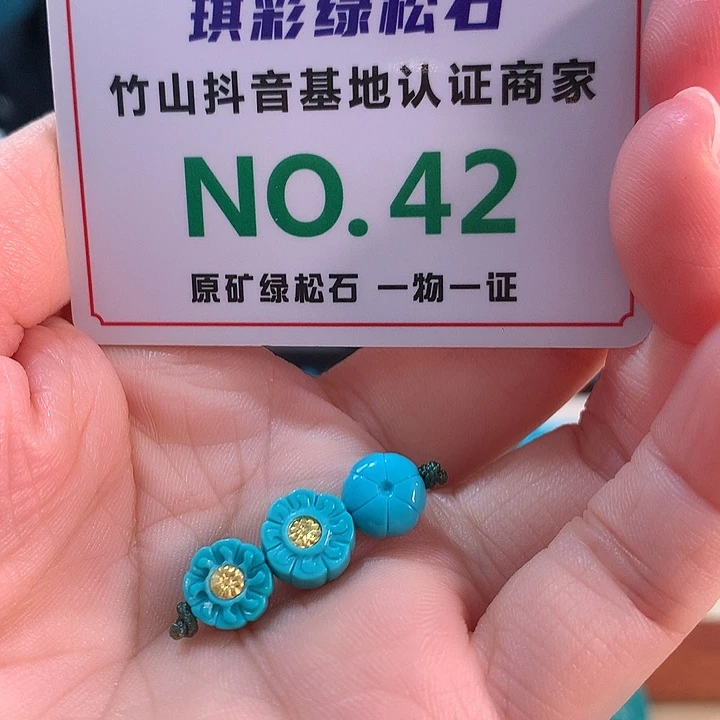 琪彩绿松石
竹山抖音基地认证商家
NO.42
原矿绿松石 一物一证